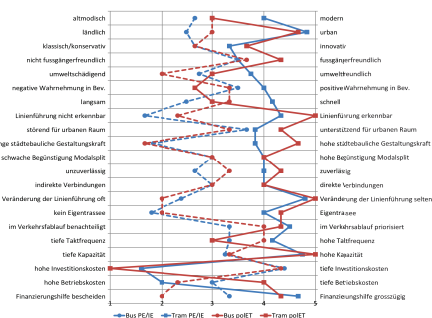 altmodisch modern
ländlich urban
klassisch/konservativ innovativ
nicht fussgängerfreundlich fussgängerfreundlich
umweltschädigend umweltfreundlich
negative Wahrnehmung in Bev. positiveWahrnehmung in Bev.
langsam schnell
Linienführung nicht erkennbar Linienführung erkennbar
störend für urbanen Raum unterstützend für urbanen Raum
städtebauliche Gestaltungskraft hohe städtebauliche Gestaltungskraft
schwache Begünstigung Modalsplit hohe Begünstigung Modalsplit
unzuverlässig zuverlässig
indirekte Verbindungen direkte Verbindungen
Veränderung der Linienführung oft Veränderung der Linienführung selten
kein Eigentrassee Eigentrasee
im Verkehrsfablauf benachteiligt im Verkehrsablauf priorisiert
tiefe Taktfrequenz hohe Taltfrequenz
tiefe Kapazität hohe Kapazität
hohe Investitionskosten tiefe Investitionskosten
hohe Betriebskosten tiefe Betriebskosten
Finanzierungshilfe bescheiden Finanzierungshilfe grosszügig
1 2 3 4 5
Bus PE/IE Tram PE/IE Bus polET Tram polET